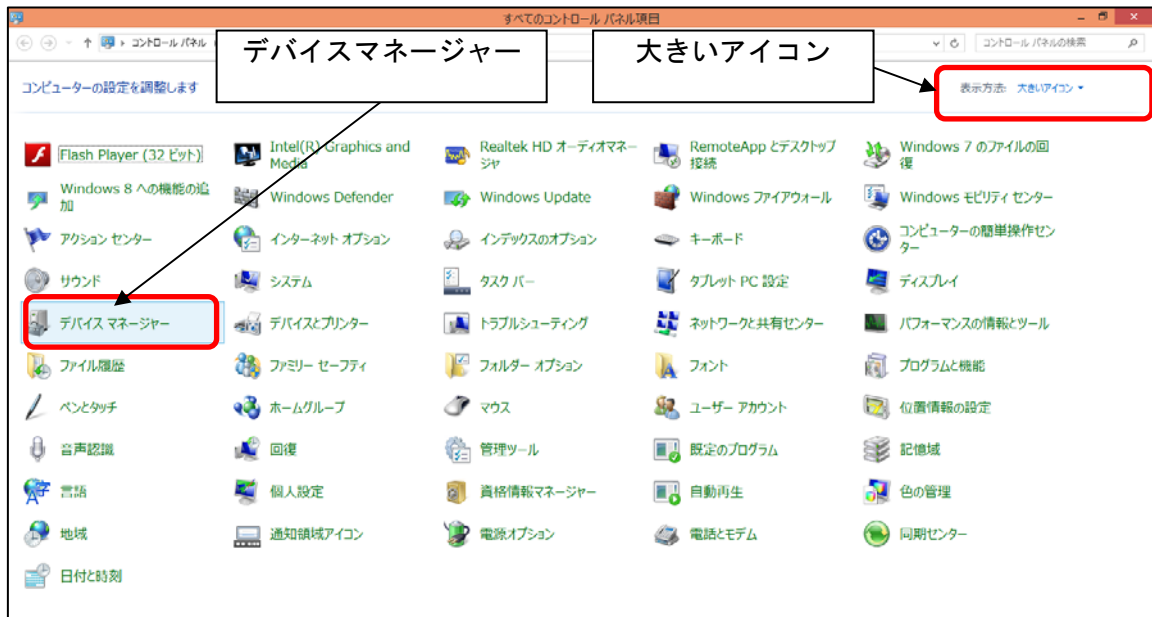 すべてのコントロール パネル項目
コントロール パネル
コントロール パネルの検索
デバイスマネージャー
大きいアイコン
コンピューターの設定を調整します
表示方法: 大きいアイコン
Flash Player (32 ビット)
Intel(R) Graphics and
Media
Realtek HD オーディオマネー
ジャ
RemoteApp とデスクトップ
接続
Windows 7 のファイルの回
復
Windows 8 への機能の追
加
Windows Defender
Windows Update
Windows ファイアウォール
Windows モビリティ センター
アクション センター
インターネット オプション
インデックスのオプション
キーボード
コンピューターの簡単操作セン
ター
サウンド
システム
タスク バー
タブレット PC 設定
ディスプレイ
デバイス マネージャー
デバイスとプリンター
トラブルシューティング
ネットワークと共有センター
パフォーマンスの情報とツール
ファイル履歴
ファミリー セーフティ
フォルダー オプション
フォント
プログラムと機能
ペンとタッチ
ホームグループ
マウス
ユーザー アカウント
位置情報の設定
音声認識
回復
管理ツール
既定のプログラム
記憶域
言語
個人設定
資格情報マネージャー
自動再生
色の管理
地域
通知領域アイコン
電源オプション
電話とモデム
同期センター
日付と時刻